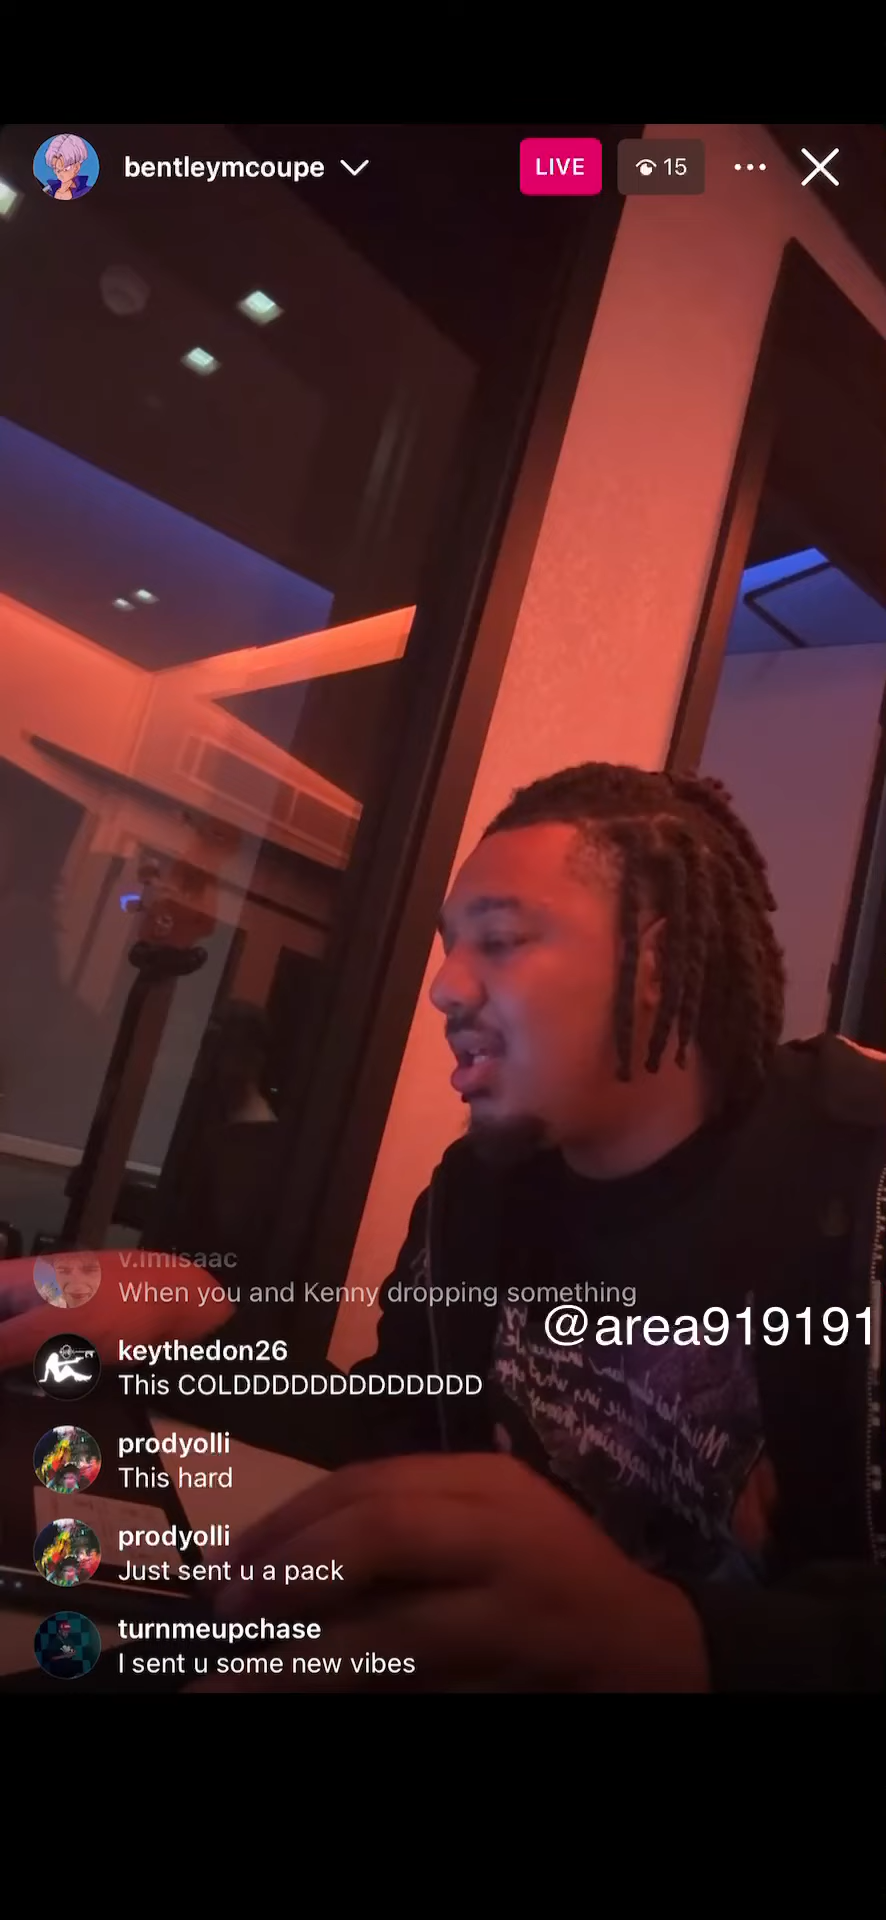 bentleymcoupe
LIVE
15
v.imisaac
When you and Kenny dropping something
@area919191
keythedon26
This COLDDDDDDDDDDDDD
prodyolli
This hard
prodyolli
Just sent u a pack
turnmeupchase
I sent u some new vibes